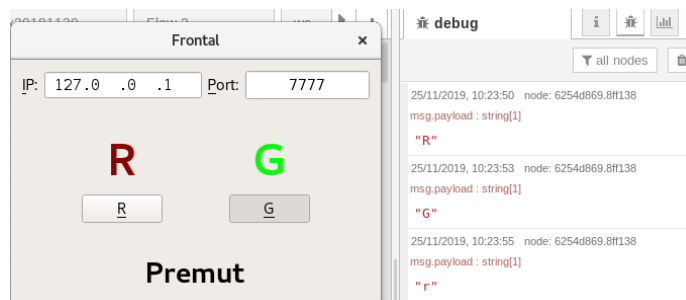 Frontal
IP: 127.0 .0 .1 Port: 7777
R G
R G
Premut
debug
i
all nodes
25/11/2019, 10:23:50 node: 6254d869.8ff138
msg.payload : string[1]
"R"
25/11/2019, 10:23:53 node: 6254d869.8ff138
msg.payload : string[1]
"G"
25/11/2019, 10:23:55 node: 6254d869.8ff138
msg.payload : string[1]
"r"